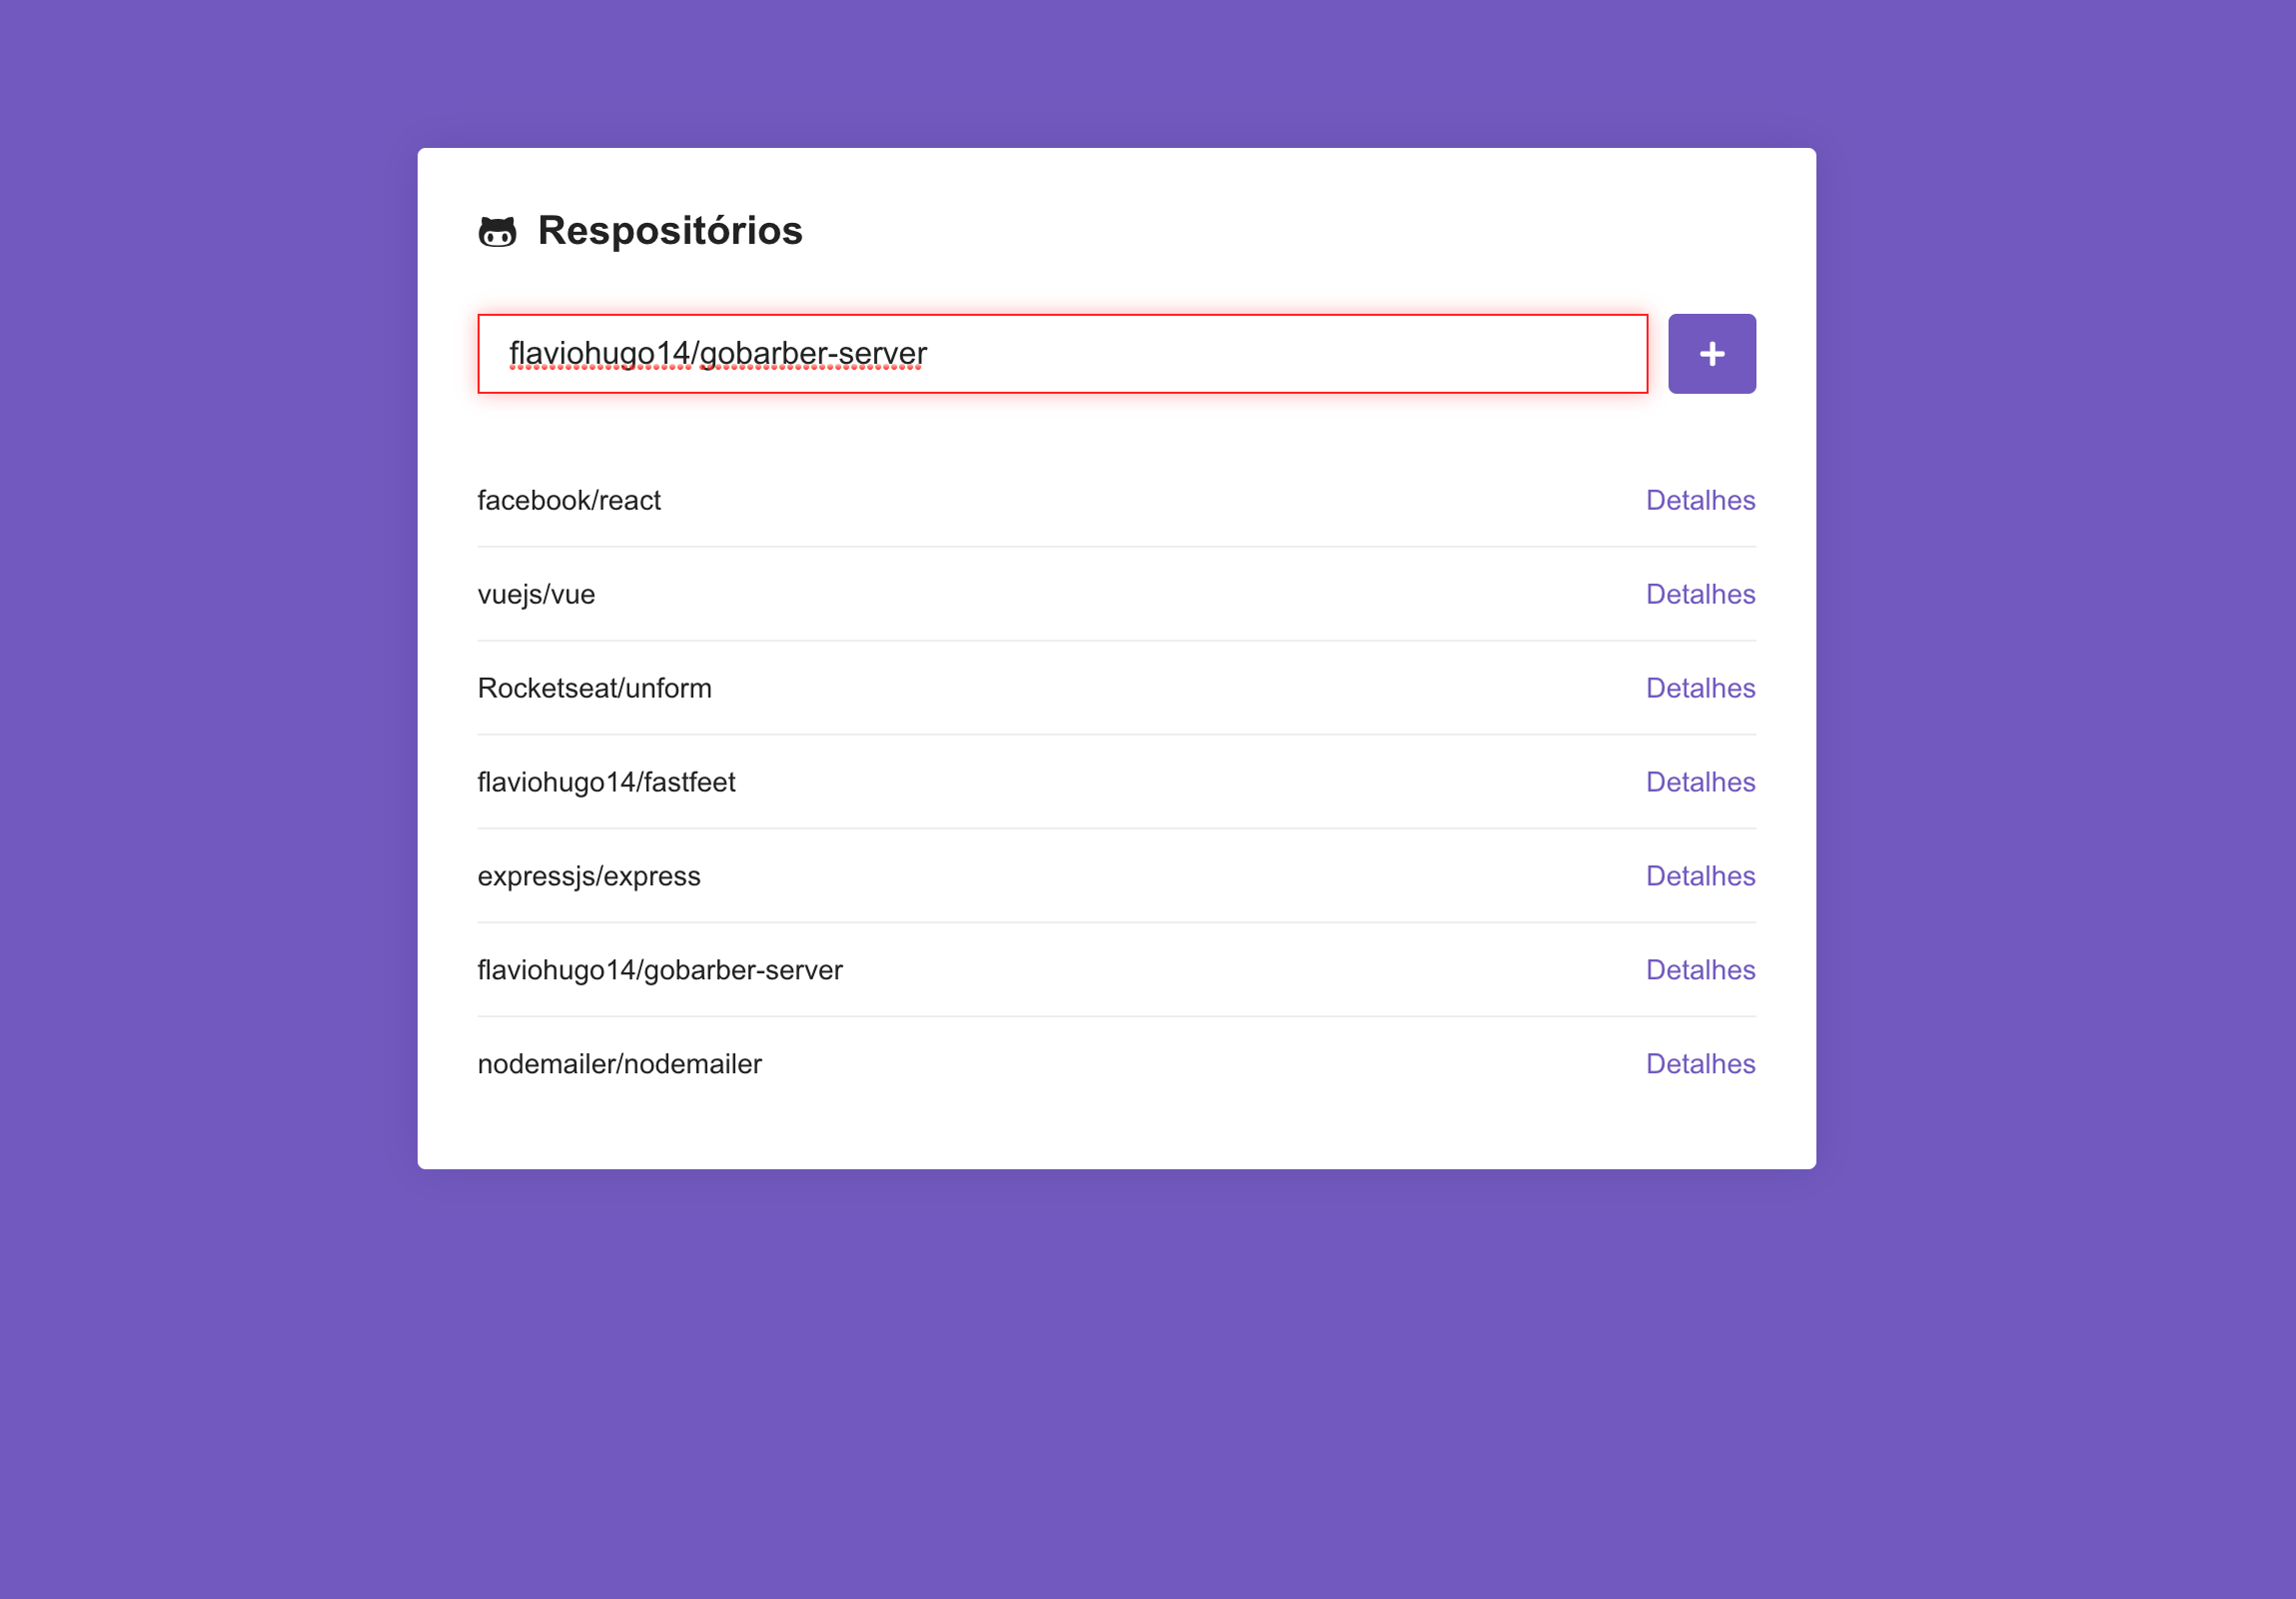 Respositórios
flaviohugo14/gobarber-server
+
facebook/react Detalhes
vuejs/vue Detalhes
Rocketseat/unform Detalhes
flaviohugo14/fastfeet Detalhes
expressjs/express Detalhes
flaviohugo14/gobarber-server Detalhes
nodemailer/nodemailer Detalhes